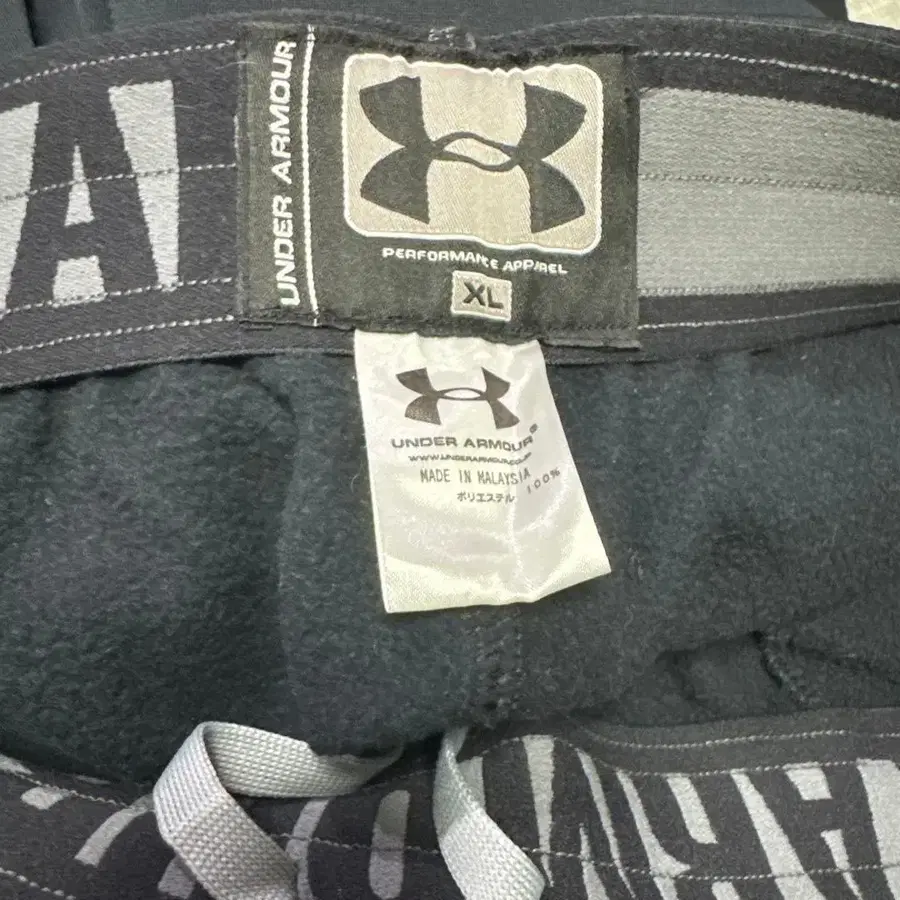 UNDER ARMOUR
PERFORMANCE APPAREL
XL
UNDER ARMOUR®
MADE IN MALAYSIA
ポリエステル 100%